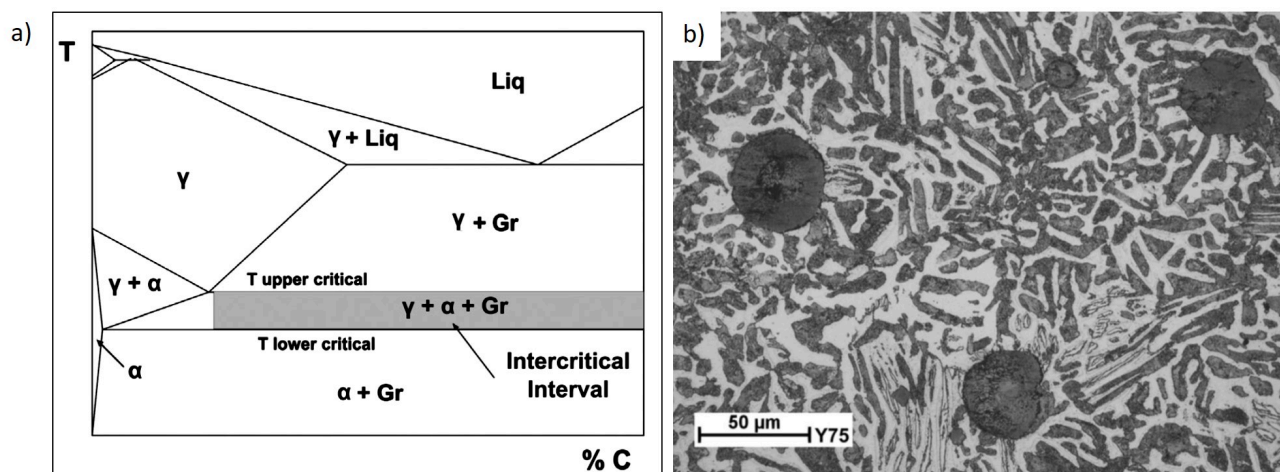 a)
T
Liq
γ + Liq
γ
γ + Gr
T upper critical
γ + α
γ + α + Gr
T lower critical
α
Intercritical
Interval
α + Gr
% C
b)
50 µm
Y75